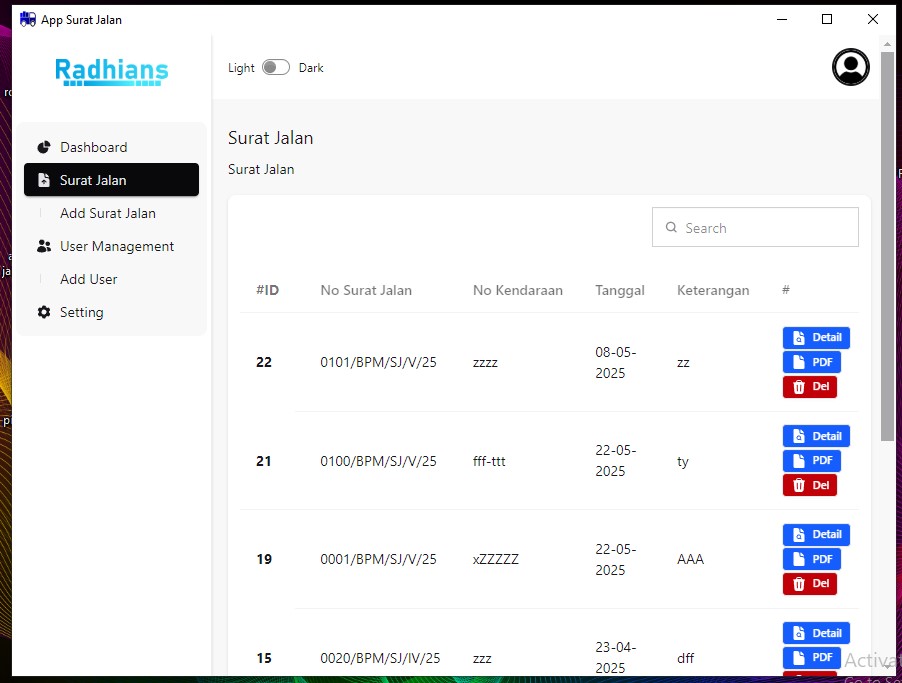 App Surat Jalan
Radhians
Light Dark
Dashboard
Surat Jalan
Add Surat Jalan
User Management
Add User
Setting
Surat Jalan
Surat Jalan
Search
#ID No Surat Jalan No Kendaraan Tanggal Keterangan #
22 0101/BPM/SJ/V/25 zzzz 08-05-2025 zz
Detail
PDF
Del
21 0100/BPM/SJ/V/25 fff-ttt 22-05-2025 ty
Detail
PDF
Del
19 0001/BPM/SJ/V/25 xZZZZZ 22-05-2025 AAA
Detail
PDF
Del
15 0020/BPM/SJ/IV/25 zzz 23-04-2025 dff
Detail
PDF